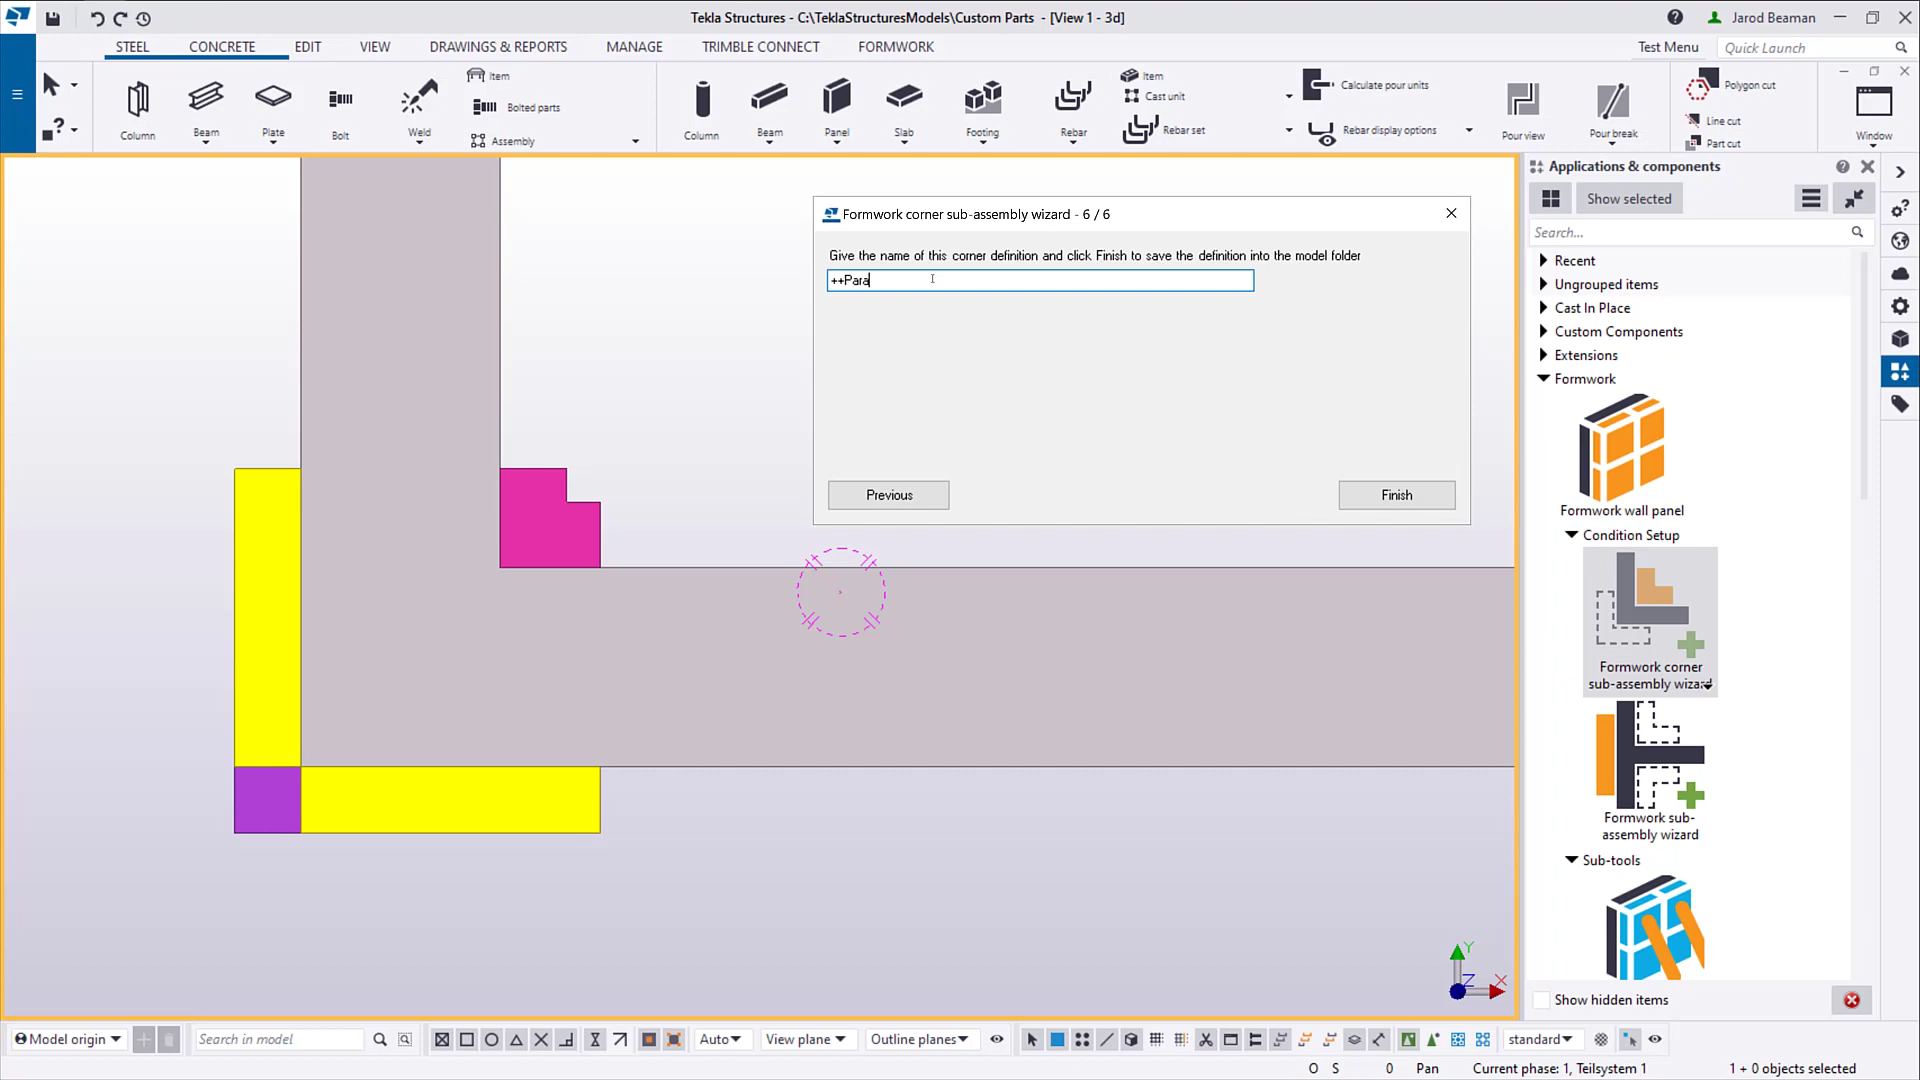 Tekla Structures - C:\TeklaStructuresModels\Custom Parts - [View 1 - 3d]
Jarod Beaman
STEEL CONCRETE EDIT VIEW DRAWINGS & REPORTS MANAGE TRIMBLE CONNECT FORMWORK
Test Menu
Quick Launch
Column
Beam
Plate
Bolt
Weld
Item
Bolted parts
Assembly
Column
Beam
Panel
Slab
Footing
Rebar
Item
Cast unit
Rebar set
Calculate pour units
Rebar display options
Pour view
Pour break
Polygon cut
Line cut
Part cut
Window
Formwork corner sub-assembly wizard - 6 / 6
Give the name of this corner definition and click Finish to save the definition into the model folder
++Para
Previous
Finish
Applications & components
Show selected
Search...
Recent
Ungrouped items
Cast In Place
Custom Components
Extensions
Formwork
Formwork wall panel
Condition Setup
Formwork corner
sub-assembly wizard
Formwork sub-
assembly wizard
Sub-tools
Show hidden items
Y
Z
X
Model origin
Search in model
Auto
View plane
Outline planes
standard
O S 0 Pan Current phase: 1, Teilsystem 1 1 + 0 objects selected